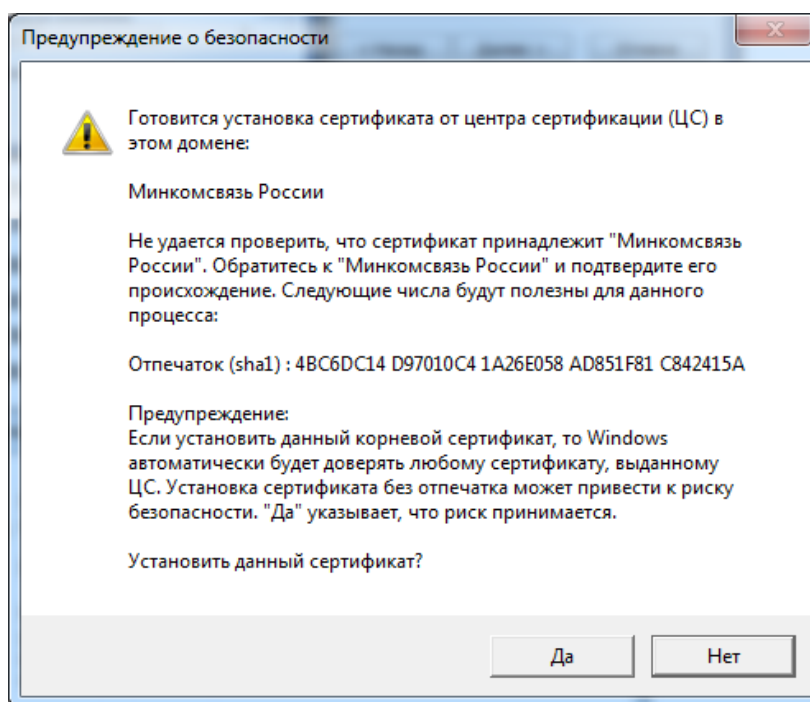 Предупреждение о безопасности
Готовится установка сертификата от центра сертификации (ЦС) в
этом домене:
Минкомсвязь России
Не удается проверить, что сертификат принадлежит "Минкомсвязь
России". Обратитесь к "Минкомсвязь России" и подтвердите его
происхождение. Следующие числа будут полезны для данного
процесса:
Отпечаток (sha1) : 4BC6DC14 D97010C4 1A26E058 AD851F81 C842415A
Предупреждение:
Если установить данный корневой сертификат, то Windows
автоматически будет доверять любому сертификату, выданному
ЦС. Установка сертификата без отпечатка может привести к риску
безопасности. "Да" указывает, что риск принимается.
Установить данный сертификат?
Да
Нет